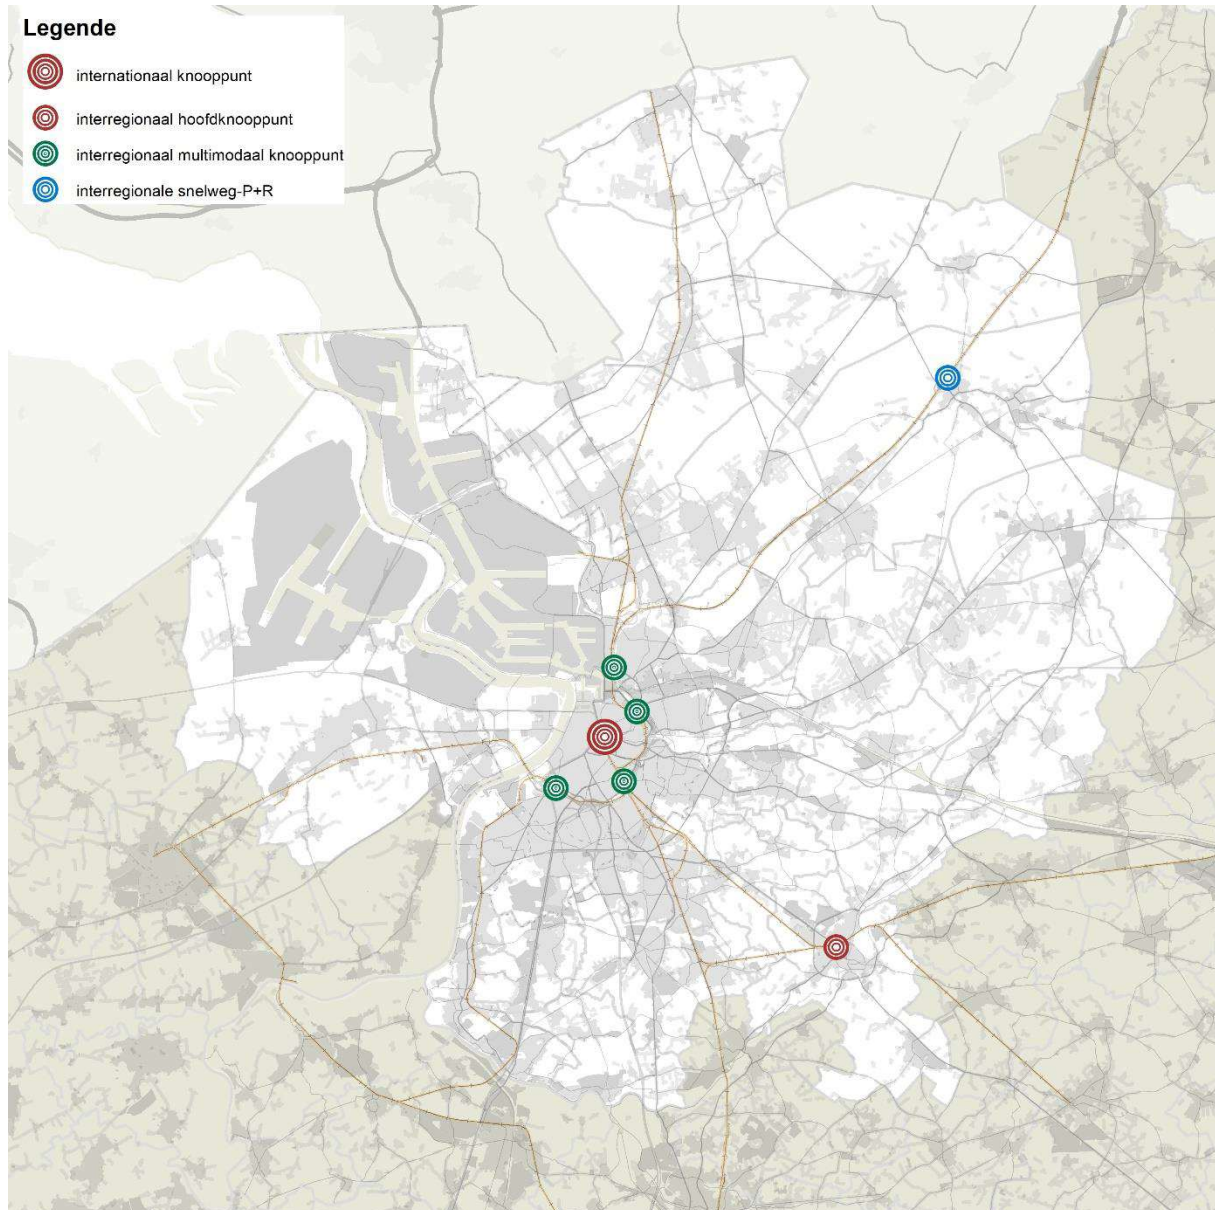 Legende
internationaal knooppunt
interregionaal hoofdknooppunt
interregionaal multimodaal knooppunt
interregionale snelweg-P+R